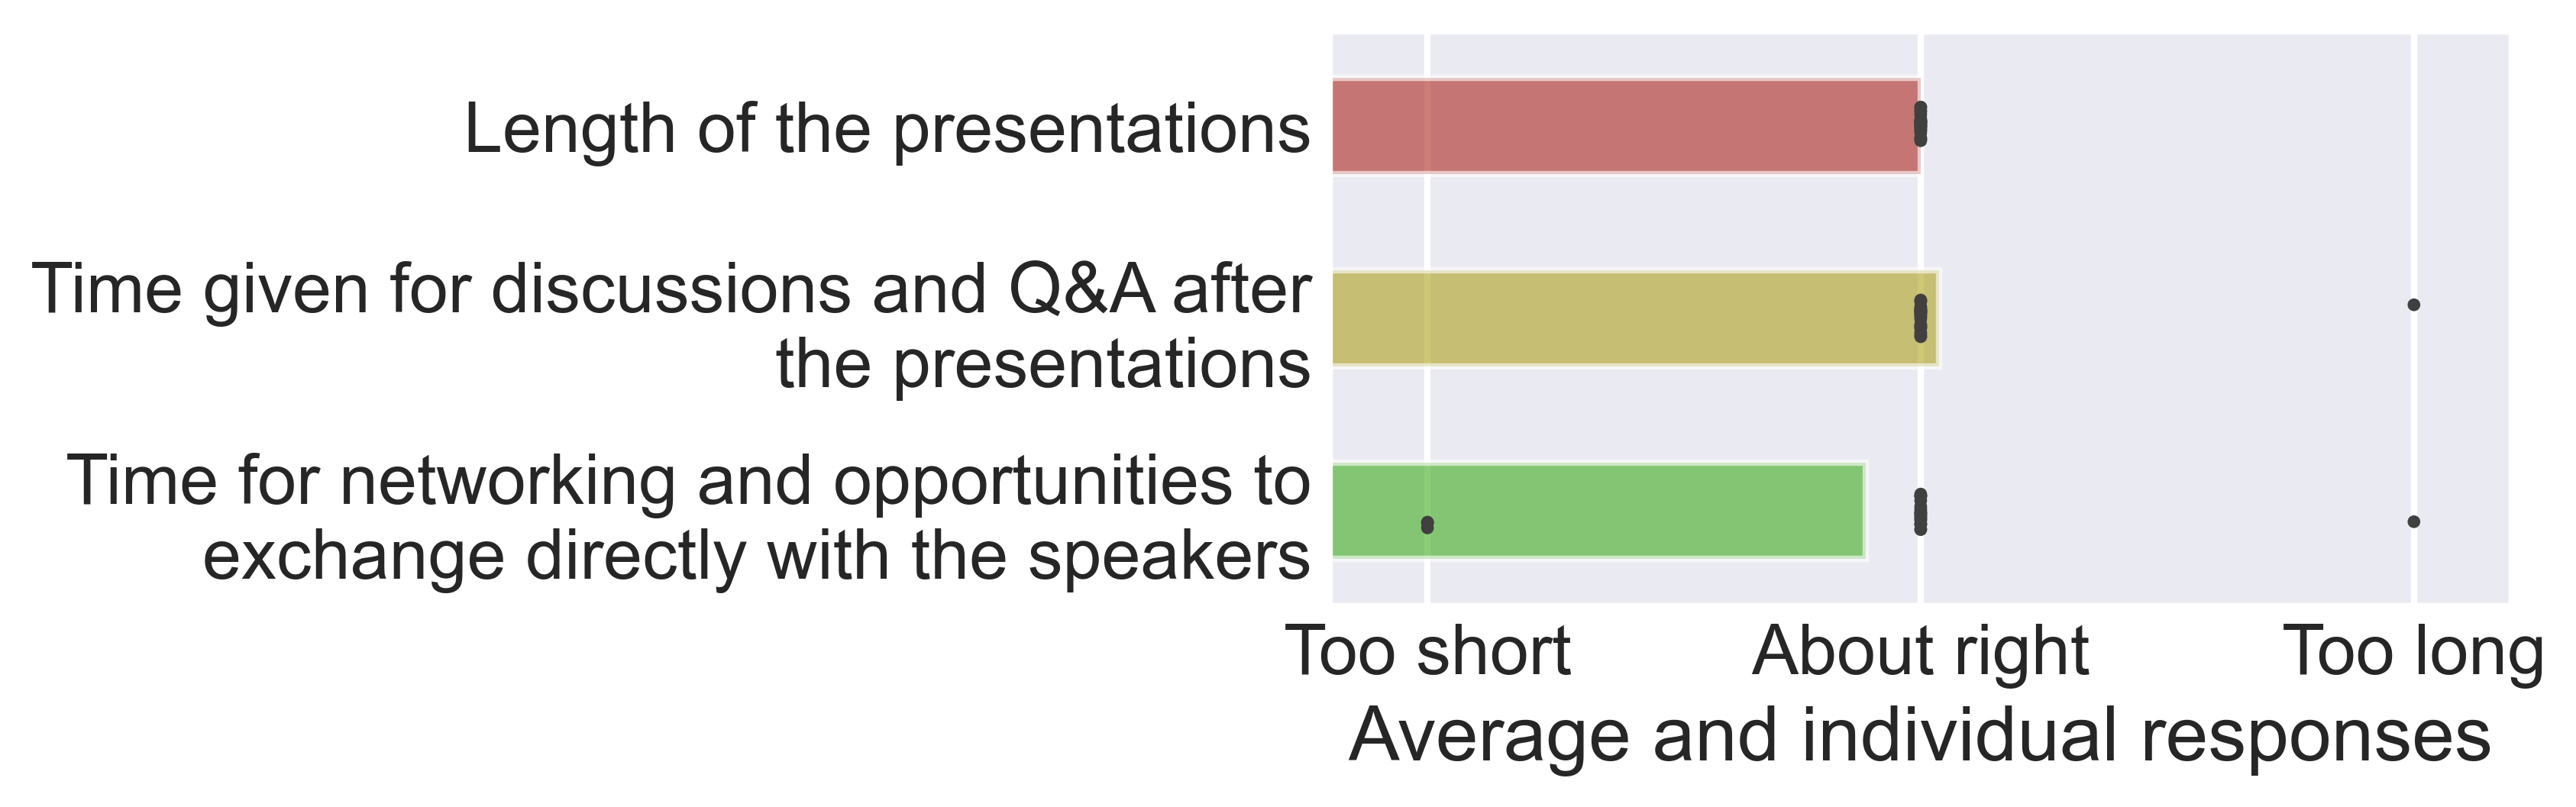 Length of the presentations
Time given for discussions and Q&A after
the presentations
Time for networking and opportunities to
exchange directly with the speakers
Too short
About right
Too long
Average and individual responses